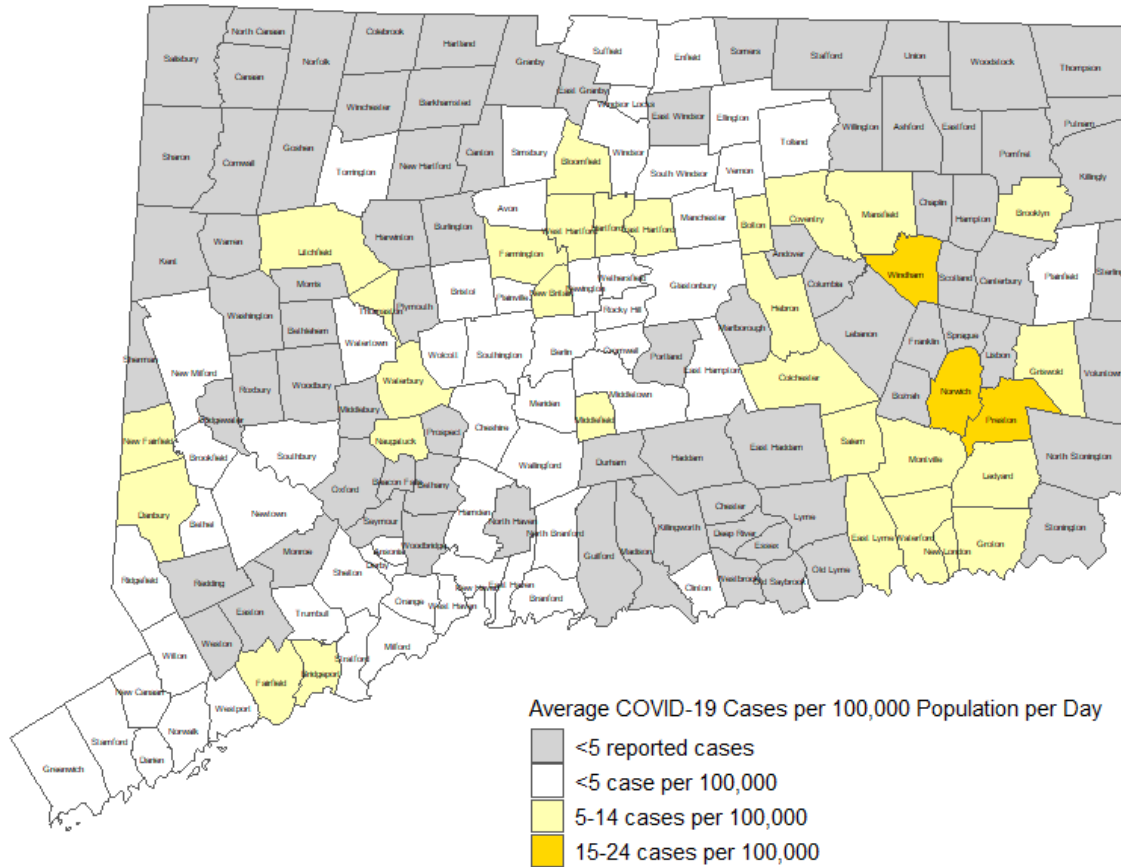 North Canaan
Colebrook
Hartland
Suffield
Enfield
Somers
Stafford
Union
Woodstock
Thompson
Salisbury
Canaan
Norfolk
Granby
East Granby
Windsor Locks
East Windsor
Ellington
Winchester
Barkhamsted
Willington
Ashford
Eastford
Putnam
Sharon
Cornwall
Goshen
Torrington
New Hartford
Canton
Simsbury
Bloomfield
Windsor
South Windsor
Vernon
Tolland
Pomfret
Killingly
Avon
West Hartford
Hartford
East Hartford
Manchester
Bolton
Coventry
Mansfield
Chaplin
Hampton
Brooklyn
Kent
Warren
Litchfield
Harwinton
Burlington
Farmington
Andover
Columbia
Windham
Scotland
Canterbury
Plainfield
Sterling
Morris
Thomaston
Plymouth
Bristol
Plainville
New Britain
Newington
Wethersfield
Rocky Hill
Glastonbury
Hebron
Marlborough
Washington
Bethlehem
Watertown
Wolcott
Southington
Berlin
Cromwell
Portland
East Hampton
Lebanon
Franklin
Sprague
Lisbon
Griswold
Voluntown
Sherman
New Milford
Roxbury
Woodbury
Waterbury
Middletown
Colchester
Bozrah
Norwich
Preston
Bridgewater
Middlebury
Naugatuck
Prospect
Cheshire
Meriden
Middlefield
New Fairfield
Brookfield
Southbury
Oxford
Beacon Falls
Bethany
Wallingford
Durham
Haddam
East Haddam
Salem
Montville
Ledyard
North Stonington
Danbury
Bethel
Newtown
Seymour
Woodbridge
Hamden
North Haven
North Branford
Guilford
Madison
Killingworth
Chester
Deep River
Essex
Lyme
East Lyme
Waterford
New London
Groton
Stonington
Ridgefield
Redding
Monroe
Shelton
Ansonia
Derby
Orange
West Haven
New Haven
East Haven
Branford
Clinton
Westbrook
Old Saybrook
Old Lyme
Easton
Trumbull
Weston
Wilton
Fairfield
Bridgeport
Stratford
Milford
New Canaan
Westport
Norwalk
Greenwich
Stamford
Darien
Average COVID-19 Cases per 100,000 Population per Day
<5 reported cases
<5 case per 100,000
5-14 cases per 100,000
15-24 cases per 100,000